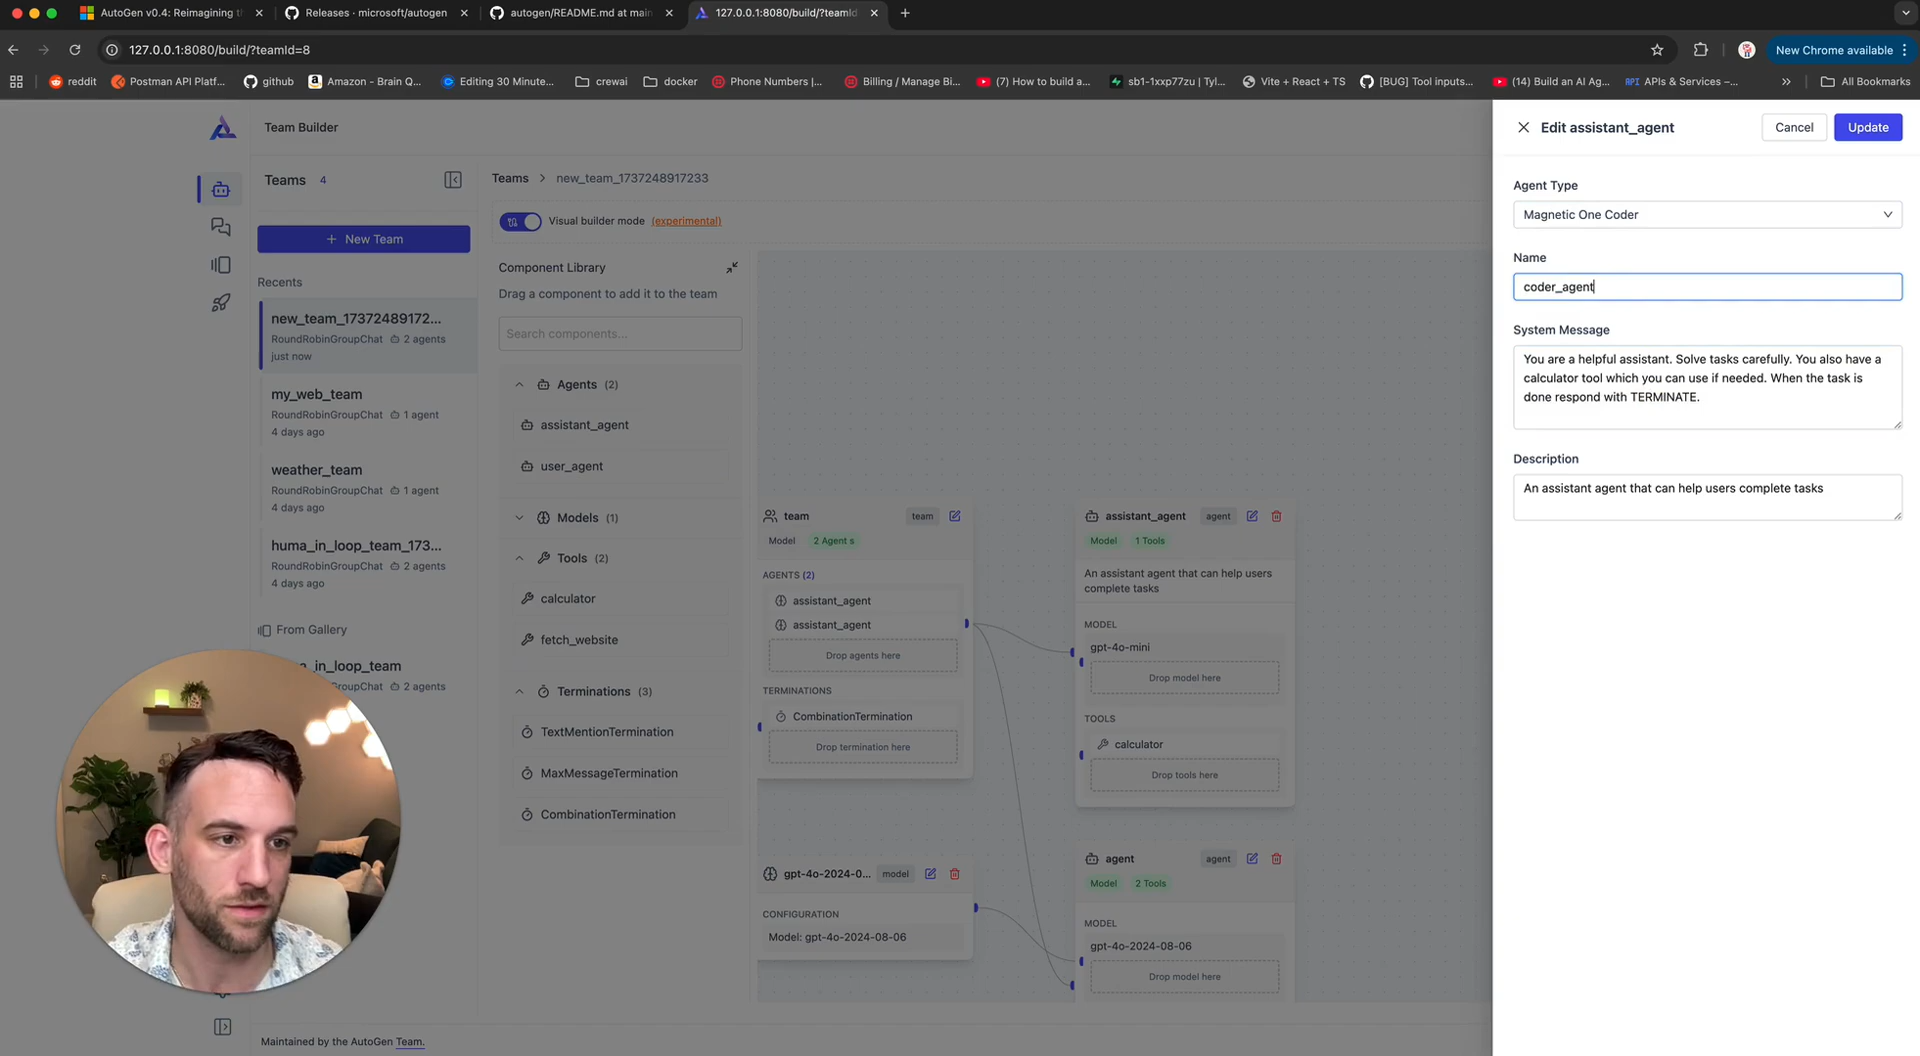 AutoGen v0.4: Reimagining t
Releases · microsoft/autogen
autogen/README.md at main
127.0.0.1:8080/build/?teamId
127.0.0.1:8080/build/?teamId=8
New Chrome available
reddit
Postman API Platf...
github
Amazon - Brain Q...
Editing 30 Minute...
crewai
docker
Phone Numbers |...
Billing / Manage Bi...
(7) How to build a...
sb1-1xxp77zu | Tyl...
Vite + React + TS
[BUG] Tool inputs...
(14) Build an AI Ag...
API APIs & Services –...
All Bookmarks
Team Builder
Teams 4
New Team
Recents
new_team_17372489172...
RoundRobinGroupChat 2 agents
just now
my_web_team
RoundRobinGroupChat 1 agent
4 days ago
weather_team
RoundRobinGroupChat 1 agent
4 days ago
huma_in_loop_team_173...
RoundRobinGroupChat 2 agents
4 days ago
From Gallery
_in_loop_team
2 agents
Maintained by the AutoGen Team.
Teams > new_team_1737248917233
Visual builder mode (experimental)
Component Library
Drag a component to add it to the team
Search components...
Agents (2)
assistant_agent
user_agent
Models (1)
Tools (2)
calculator
fetch_website
Terminations (3)
TextMentionTermination
MaxMessageTermination
CombinationTermination
team team
Model 2 Agent s
AGENTS (2)
assistant_agent
assistant_agent
Drop agents here
TERMINATIONS
CombinationTermination
Drop termination here
gpt-4o-2024-0... model
CONFIGURATION
Model: gpt-4o-2024-08-06
assistant_agent agent
Model 1 Tools
An assistant agent that can help users
complete tasks
MODEL
gpt-4o-mini
Drop model here
TOOLS
calculator
Drop tools here
agent agent
Model 2 Tools
MODEL
gpt-4o-2024-08-06
Drop model here
Edit assistant_agent
Cancel
Update
Agent Type
Magnetic One Coder
Name
coder_agent
System Message
You are a helpful assistant. Solve tasks carefully. You also have a
calculator tool which you can use if needed. When the task is
done respond with TERMINATE.
Description
An assistant agent that can help users complete tasks